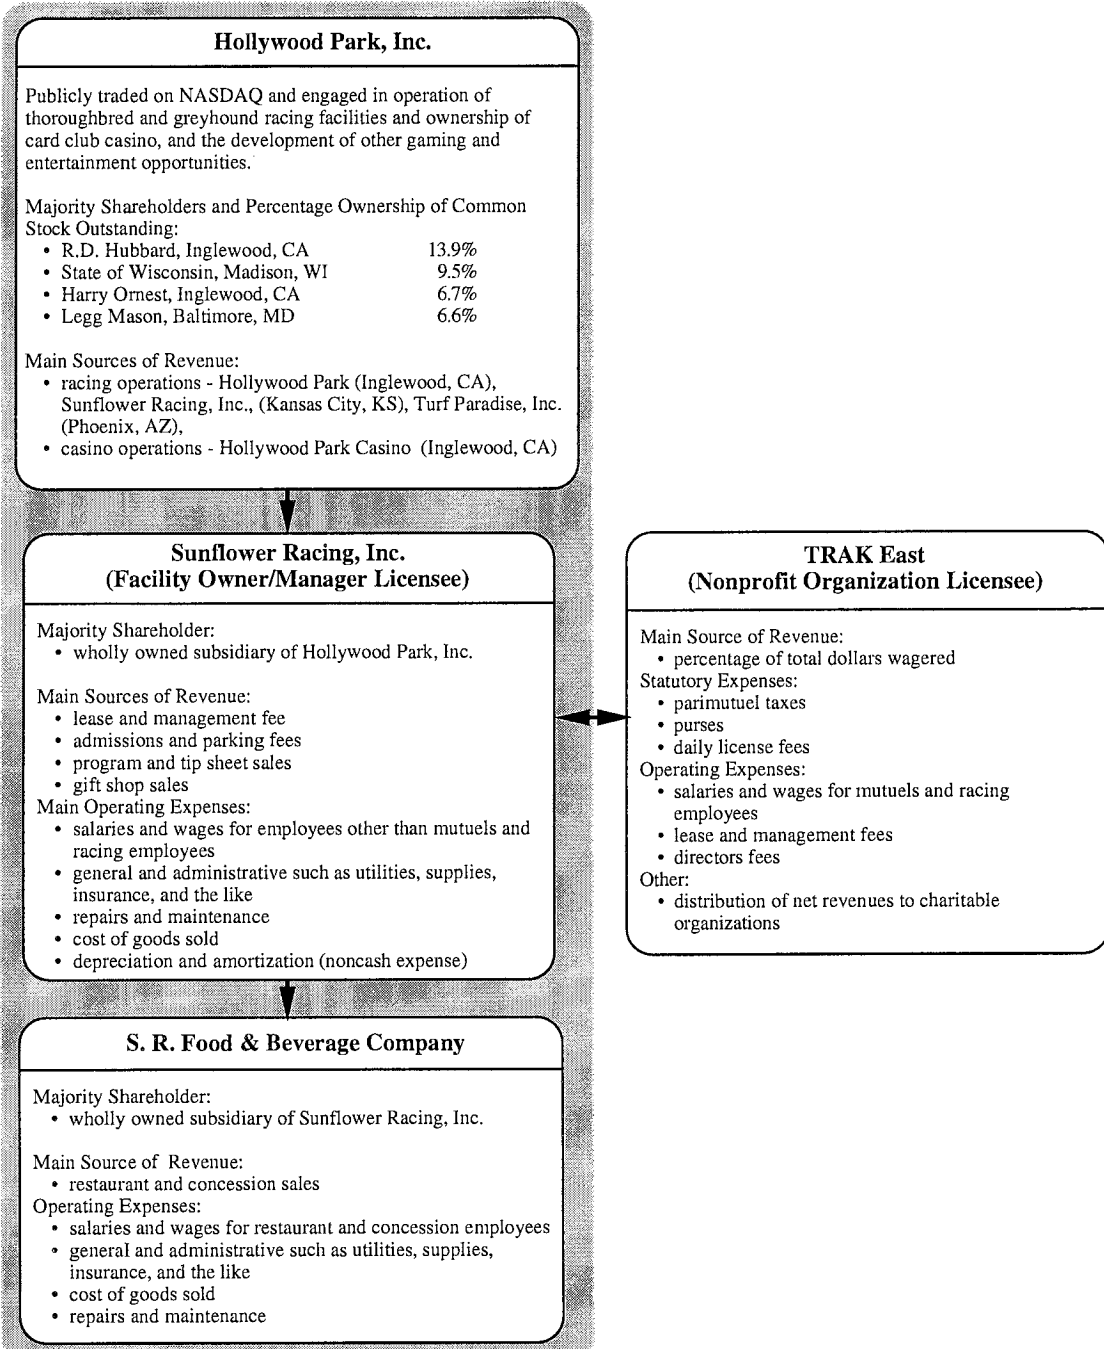 Hollywood Park, Inc.
Publicly traded on NASDAQ and engaged in operation of
thoroughbred and greyhound racing facilities and ownership of
card club casino, and the development of other gaming and
entertainment opportunities.
Majority Shareholders and Percentage Ownership of Common
Stock Outstanding:
• R.D. Hubbard, Inglewood, CA 13.9%
• State of Wisconsin, Madison, WI 9.5%
• Harry Ornest, Inglewood, CA 6.7%
• Legg Mason, Baltimore, MD 6.6%
Main Sources of Revenue:
• racing operations - Hollywood Park (Inglewood, CA),
Sunflower Racing, Inc., (Kansas City, KS), Turf Paradise, Inc.
(Phoenix, AZ),
• casino operations - Hollywood Park Casino (Inglewood, CA)
Sunflower Racing, Inc.
(Facility Owner/Manager Licensee)
Majority Shareholder:
• wholly owned subsidiary of Hollywood Park, Inc.
Main Sources of Revenue:
• lease and management fee
• admissions and parking fees
• program and tip sheet sales
• gift shop sales
Main Operating Expenses:
• salaries and wages for employees other than mutuels and
racing employees
• general and administrative such as utilities, supplies,
insurance, and the like
• repairs and maintenance
• cost of goods sold
• depreciation and amortization (noncash expense)
TRAK East
(Nonprofit Organization Licensee)
Main Source of Revenue:
• percentage of total dollars wagered
Statutory Expenses:
• parimutuel taxes
• purses
• daily license fees
Operating Expenses:
• salaries and wages for mutuels and racing
employees
• lease and management fees
• directors fees
Other:
• distribution of net revenues to charitable
organizations
S. R. Food & Beverage Company
Majority Shareholder:
• wholly owned subsidiary of Sunflower Racing, Inc.
Main Source of Revenue:
• restaurant and concession sales
Operating Expenses:
• salaries and wages for restaurant and concession employees
• general and administrative such as utilities, supplies,
insurance, and the like
• cost of goods sold
• repairs and maintenance